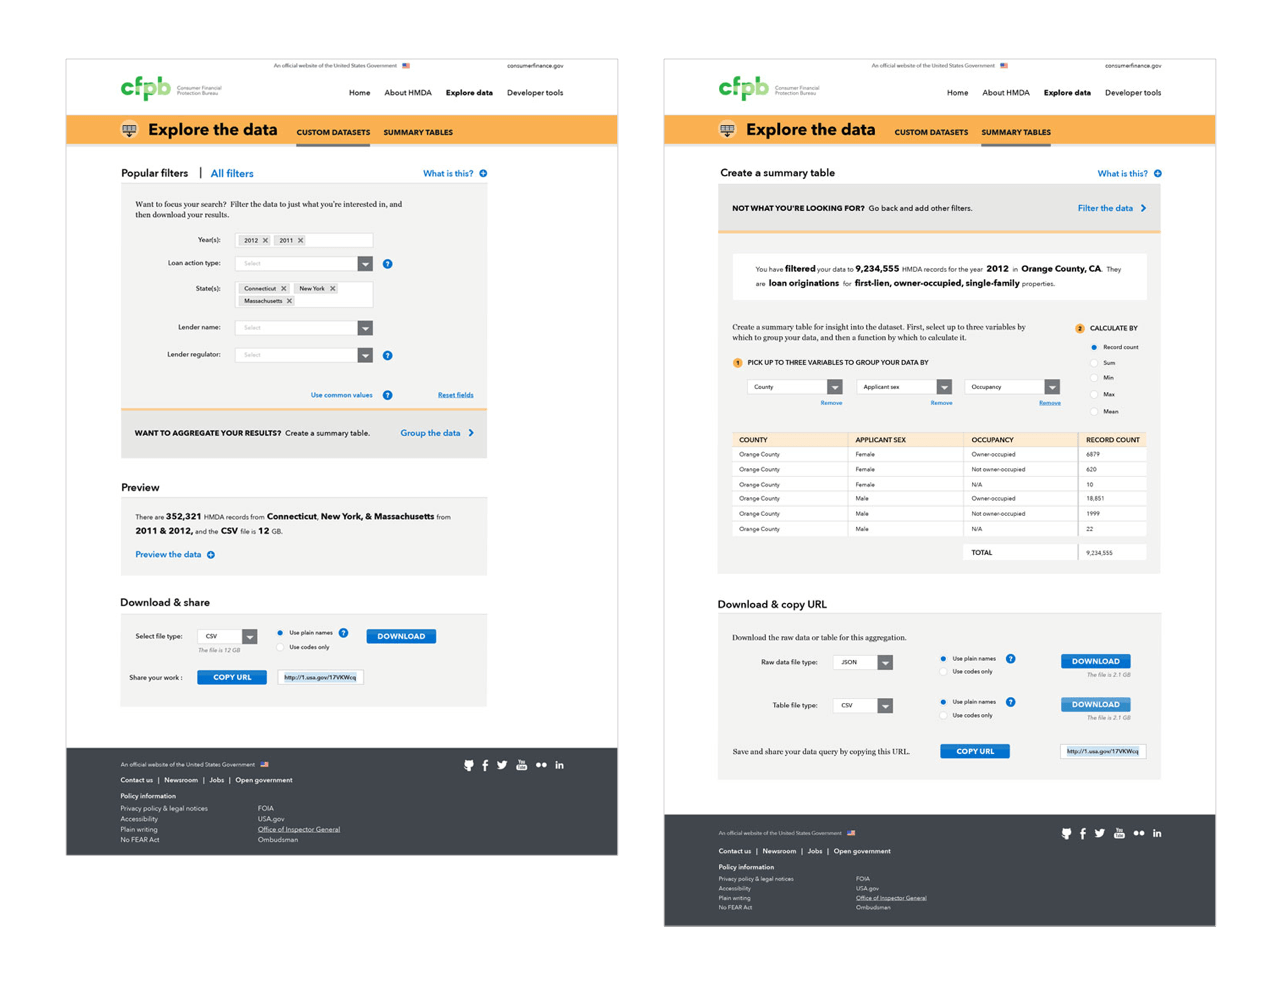 An official website of the United States Government
consumerfinance.gov
cfpb Consumer Financial
Protection Bureau
Home About HMDA Explore data Developer tools
Explore the data CUSTOM DATASETS SUMMARY TABLES
Popular filters | All filters What is this?
Want to focus your search? Filter the data to just what you're interested in, and
then download your results.
Year(s): 2012 X 2011 X
Loan action type: Select ?
State(s): Connecticut X New York X
Massachusetts X
Lender name: Select
Lender regulator: Select ?
Use common values ? Reset fields
WANT TO AGGREGATE YOUR RESULTS? Create a summary table. Group the data
Preview
There are 352,321 HMDA records from Connecticut, New York, & Massachusetts from
2011 & 2012, and the CSV file is 12 GB.
Preview the data
Download & share
Select file type: CSV Use plain names ? DOWNLOAD
The file is 12 GB Use codes only
Share your work : COPY URL http://1.usa.gov/17VKWcq
An official website of the United States Government
Contact us | Newsroom | Jobs | Open government
Policy information
Privacy policy & legal notices FOIA
Accessibility USA.gov
Plain writing Office of Inspector General
No FEAR Act Ombudsman
An official website of the United States Government
consumerfinance.gov
cfpb Consumer Financial
Protection Bureau
Home About HMDA Explore data Developer tools
Explore the data CUSTOM DATASETS SUMMARY TABLES
Create a summary table What is this?
NOT WHAT YOU'RE LOOKING FOR? Go back and add other filters. Filter the data
You have filtered your data to 9,234,555 HMDA records for the year 2012 in Orange County, CA. They
are loan originations for first-lien, owner-occupied, single-family properties.
Create a summary table for insight into the dataset. First, select up to three variables by
which to group your data, and then a function by which to calculate it.
1 PICK UP TO THREE VARIABLES TO GROUP YOUR DATA BY
County Applicant sex Occupancy
Remove Remove Remove
2 CALCULATE BY
Record count
Sum
Min
Max
Mean
COUNTY APPLICANT SEX OCCUPANCY RECORD COUNT
Orange County Female Owner-occupied 6879
Orange County Female Not owner-occupied 620
Orange County Female N/A 10
Orange County Male Owner-occupied 18,851
Orange County Male Not owner-occupied 1999
Orange County Male N/A 22
TOTAL 9,234,555
Download & copy URL
Download the raw data or table for this aggregation.
Raw data file type: JSON Use plain names ? DOWNLOAD
Use codes only The file is 2.1 GB
Table file type: CSV Use plain names ? DOWNLOAD
Use codes only The file is 2.1 GB
Save and share your data query by copying this URL. COPY URL http://1.usa.gov/17VKWcq
An official website of the United States Government
Contact us | Newsroom | Jobs | Open government
Policy information
Privacy policy & legal notices FOIA
Accessibility USA.gov
Plain writing Office of Inspector General
No FEAR Act Ombudsman